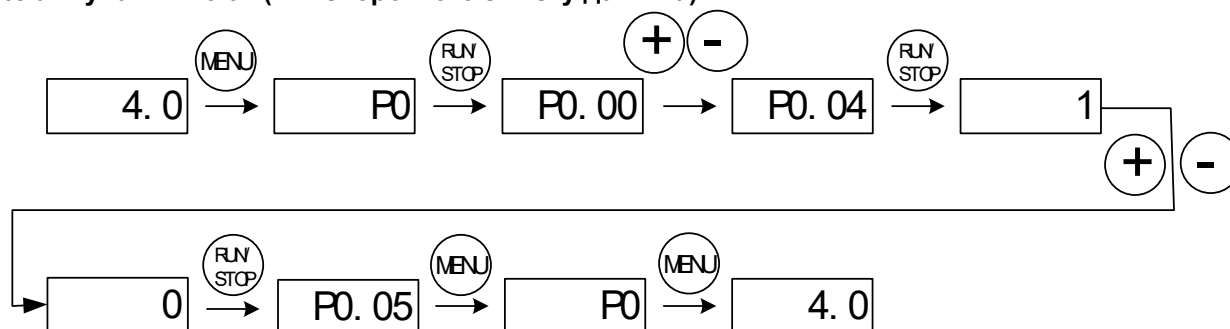 MENU
RUN/
STOP
+ -
RUN/
STOP
4. 0
P0
P0. 00
P0. 04
1
+ -
RUN/
STOP
MENU
MENU
0
P0. 05
P0
4. 0